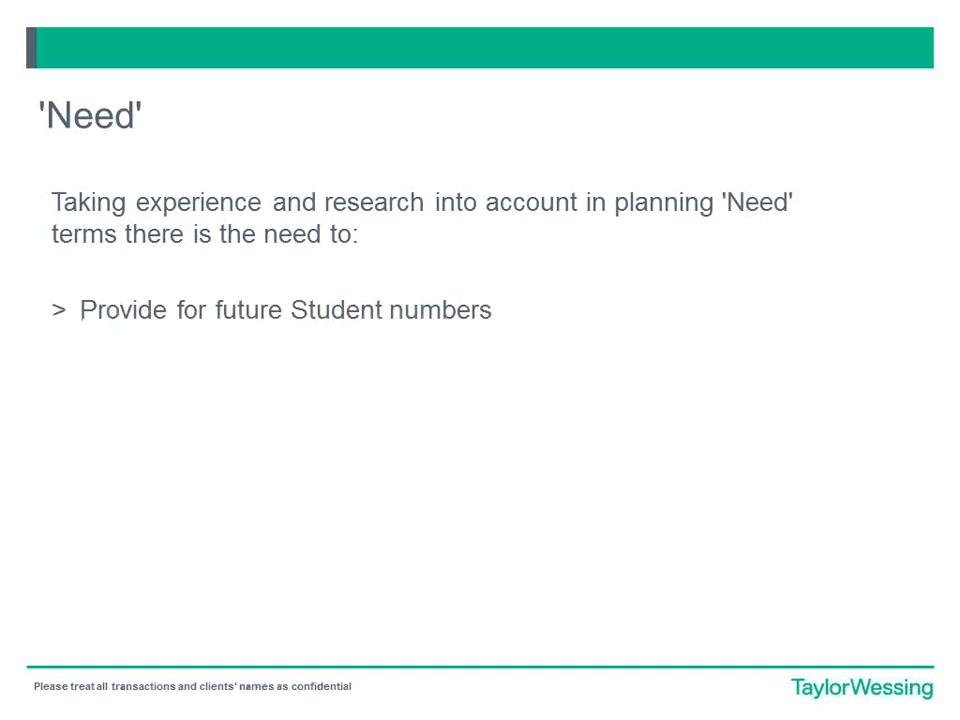 'Need'
Taking experience and research into account in planning 'Need'
terms there is the need to:
> Provide for future Student numbers
Please treat all transactions and clients' names as confidential
TaylorWessing